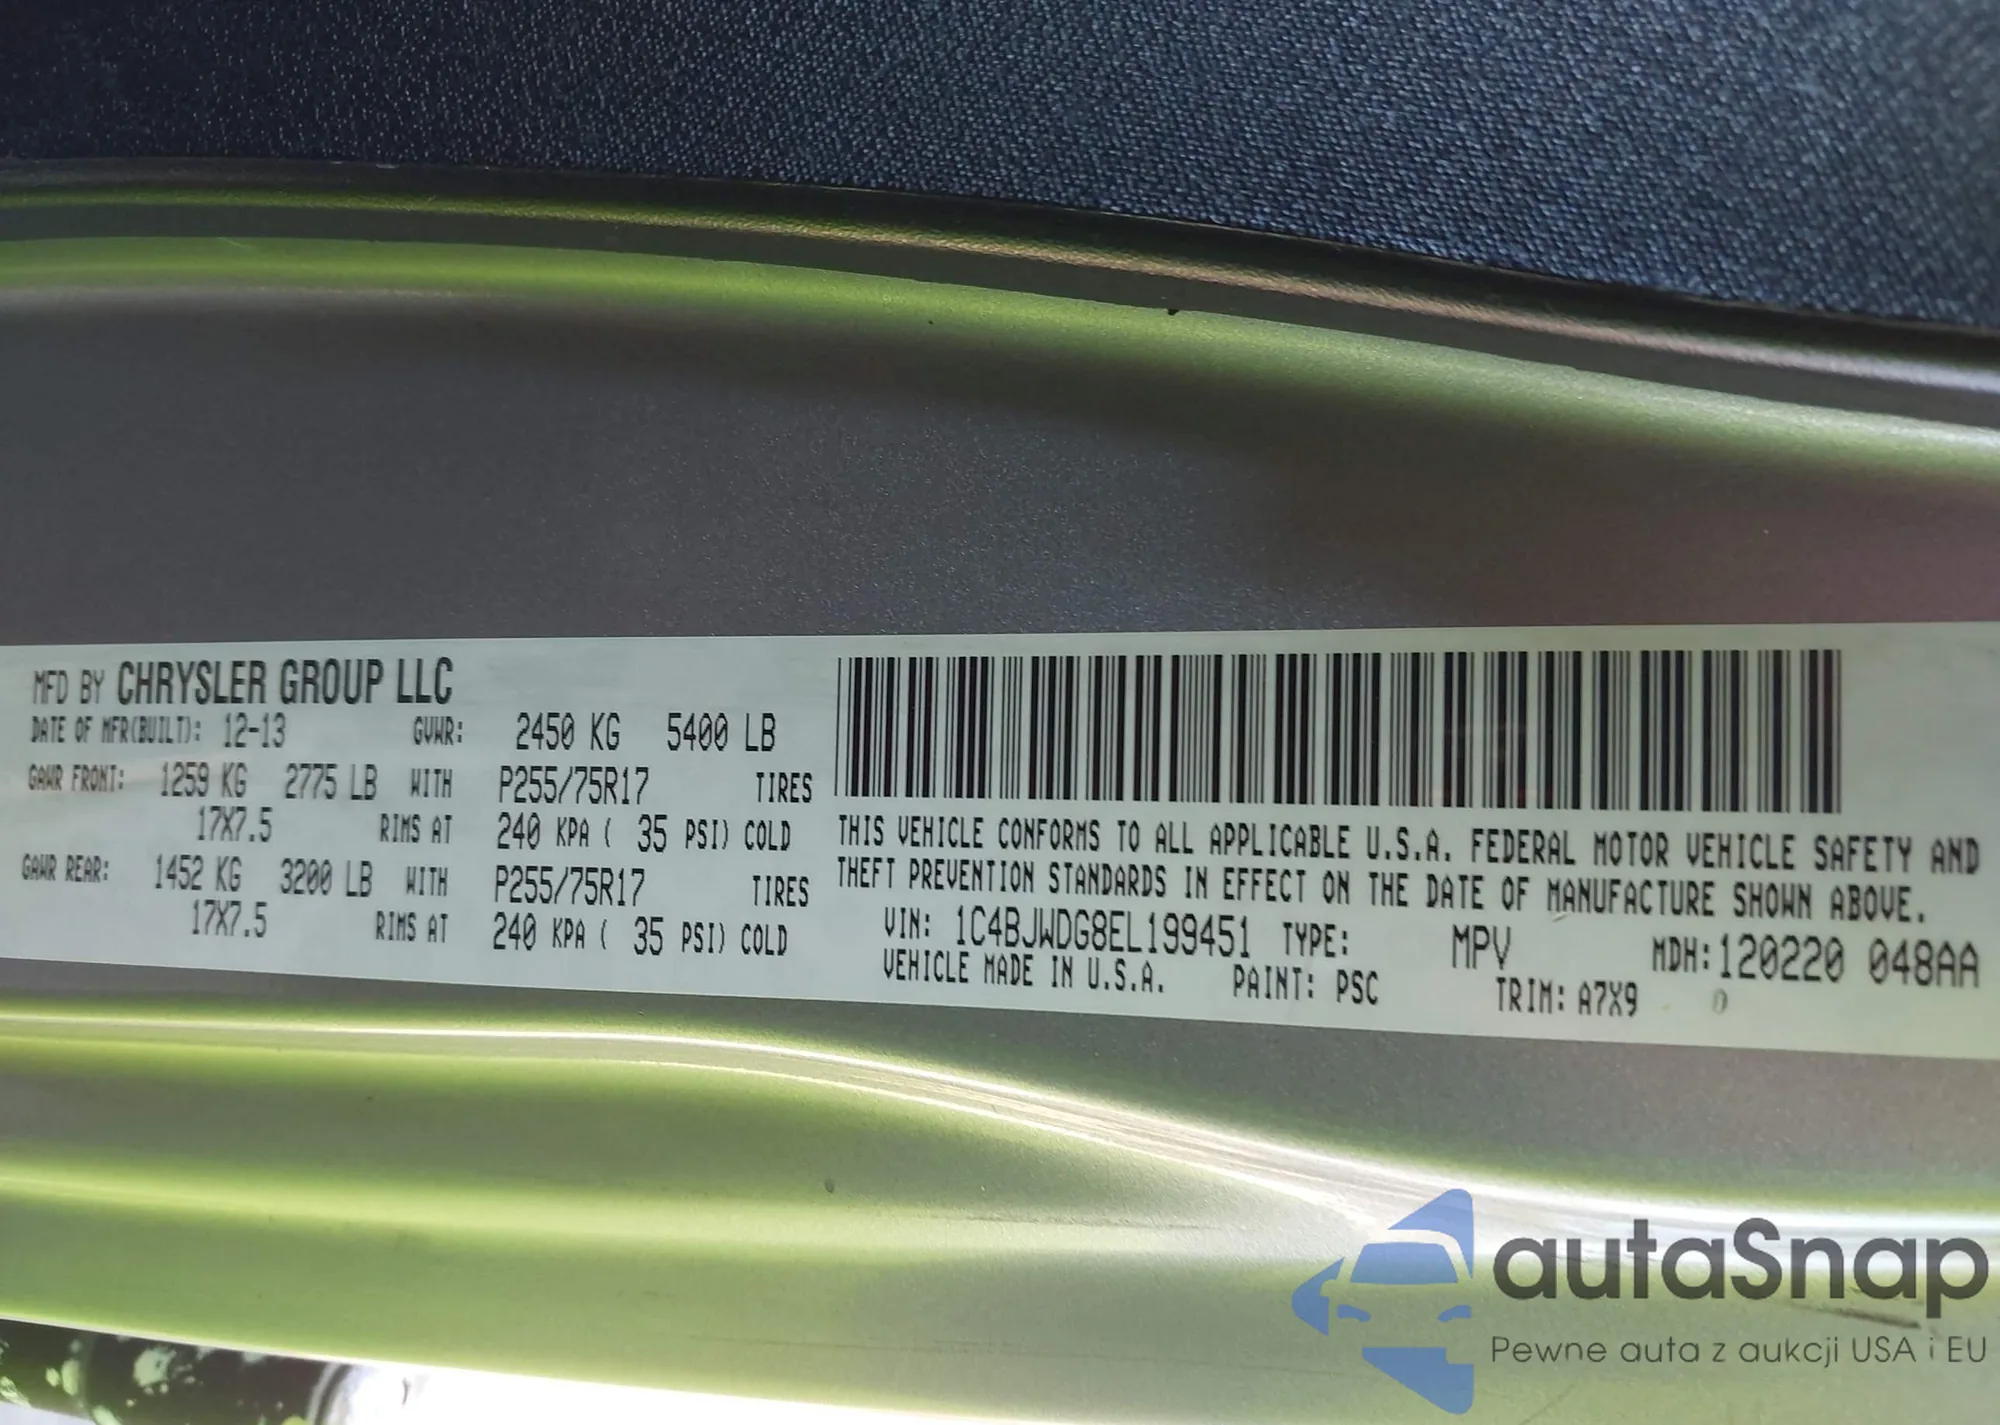 MFD BY CHRYSLER GROUP LLC
DATE OF MFR(BUILT): 12-13 GVWR: 2450 KG 5400 LB
GAWR FRONT: 1259 KG 2775 LB WITH P255/75R17 TIRES
17X7.5 RIMS AT 240 KPA ( 35 PSI) COLD
GAWR REAR: 1452 KG 3200 LB WITH P255/75R17 TIRES
17X7.5 RIMS AT 240 KPA ( 35 PSI) COLD
THIS VEHICLE CONFORMS TO ALL APPLICABLE U.S.A. FEDERAL MOTOR VEHICLE SAFETY AND
THEFT PREVENTION STANDARDS IN EFFECT ON THE DATE OF MANUFACTURE SHOWN ABOVE.
VIN: 1C4BJWDG8EL199451 TYPE: MPV MDH:120220 048AA
VEHICLE MADE IN U.S.A. PAINT: PSC TRIM: A7X9 0
autaSnap
Pewne auta z aukcji USA i EU